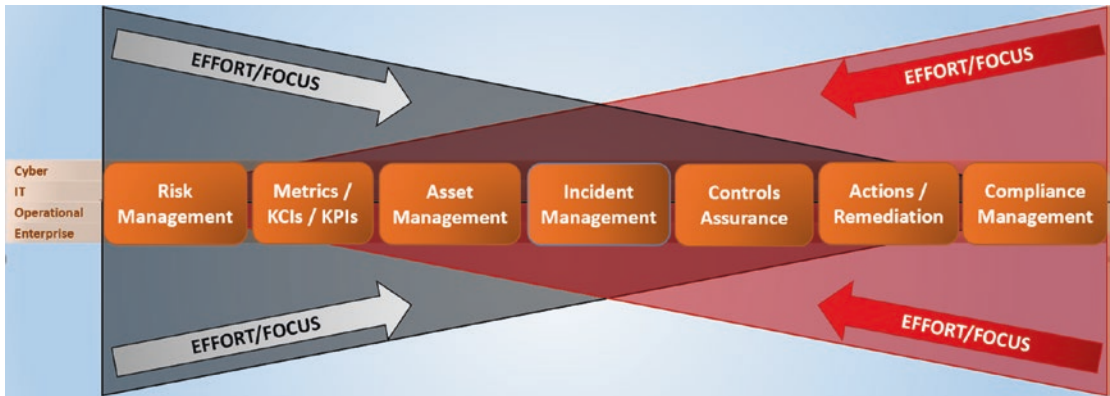 EFFORT/FOCUS
EFFORT/FOCUS
Cyber
IT
Operational
Enterprise
Risk
Management
Metrics /
KCIs / KPIs
Asset
Management
Incident
Management
Controls
Assurance
Actions /
Remediation
Compliance
Management
EFFORT/FOCUS
EFFORT/FOCUS